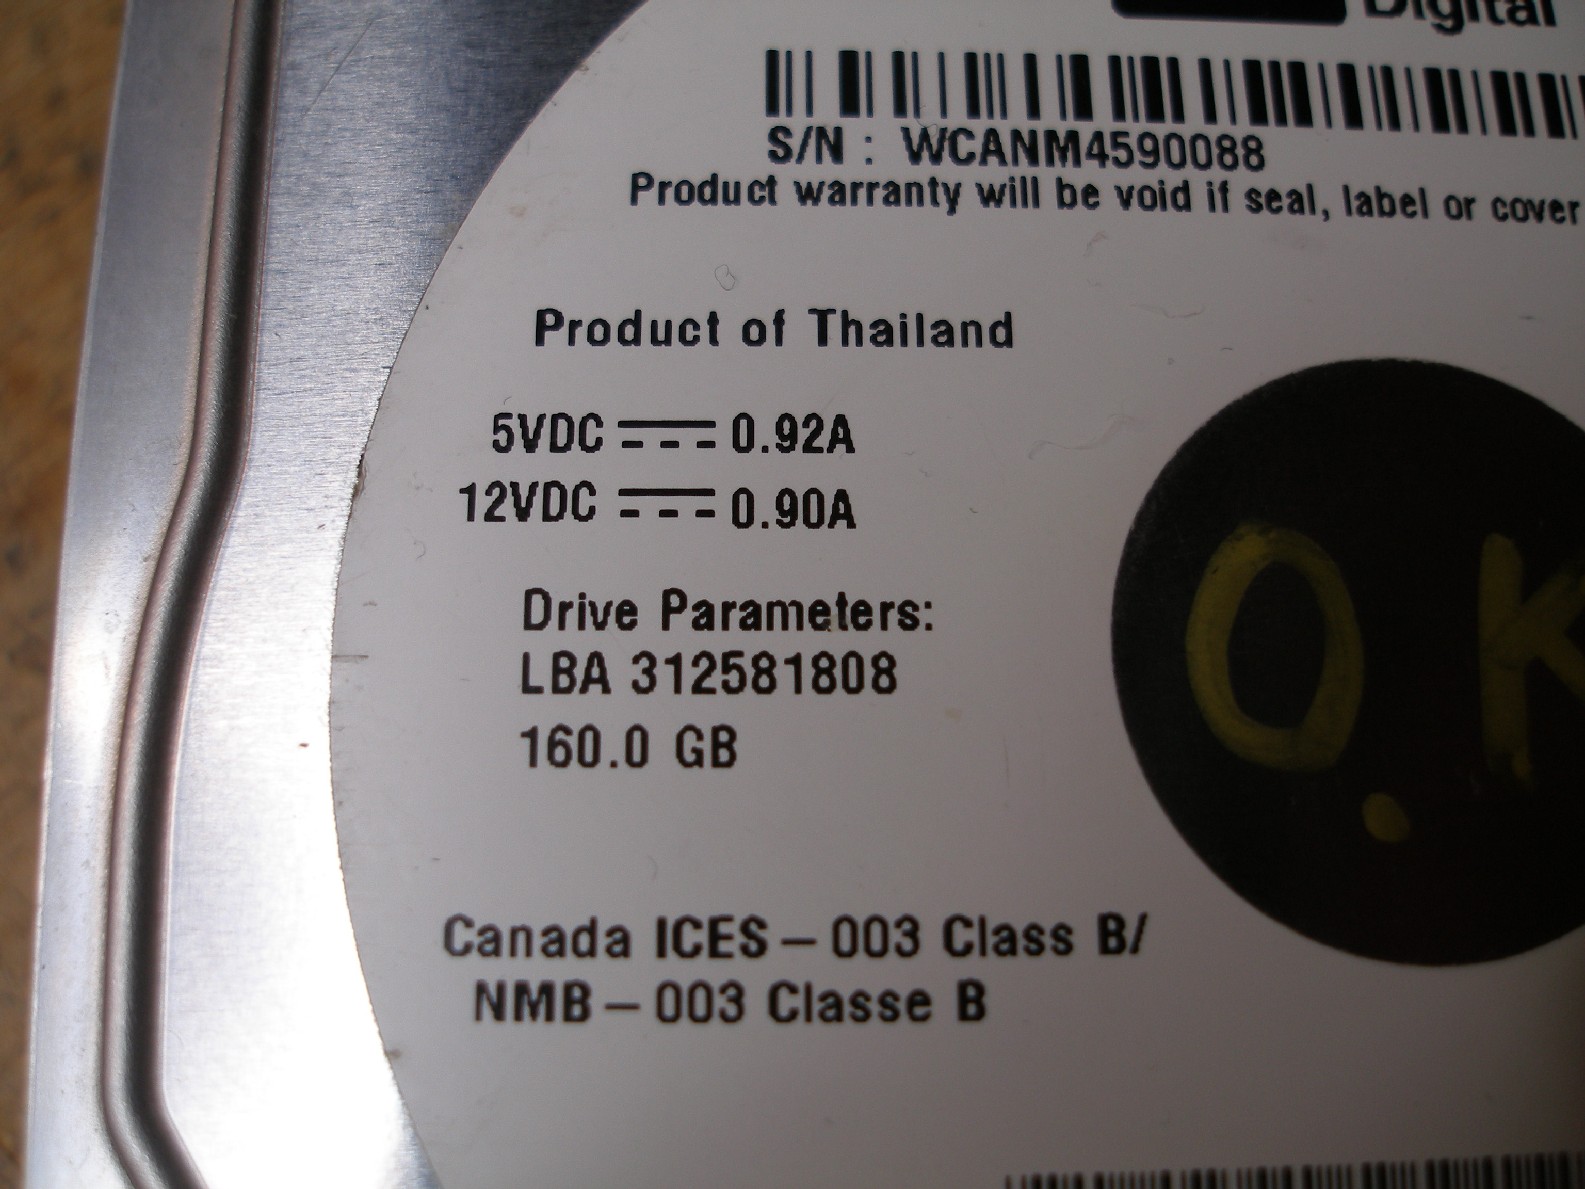 Digital
S/N : WCANM4590088
Product warranty will be void if seal, label or cover
Product of Thailand
5VDC ⎓ 0.92A
12VDC ⎓ 0.90A
Drive Parameters:
LBA 312581808
160.0 GB
O.K
Canada ICES – 003 Class B/
NMB – 003 Classe B